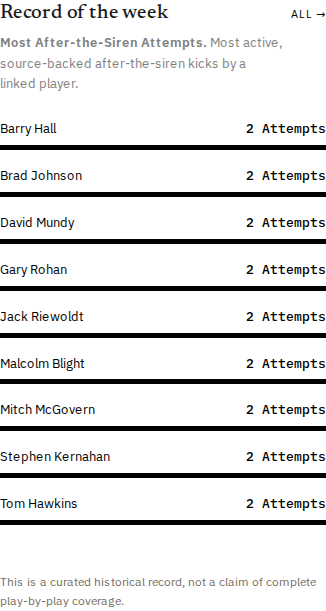 Record of the week
ALL →
Most After-the-Siren Attempts. Most active,
source-backed after-the-siren kicks by a
linked player.
Barry Hall 2 Attempts
Brad Johnson 2 Attempts
David Mundy 2 Attempts
Gary Rohan 2 Attempts
Jack Riewoldt 2 Attempts
Malcolm Blight 2 Attempts
Mitch McGovern 2 Attempts
Stephen Kernahan 2 Attempts
Tom Hawkins 2 Attempts
This is a curated historical record, not a claim of complete
play-by-play coverage.